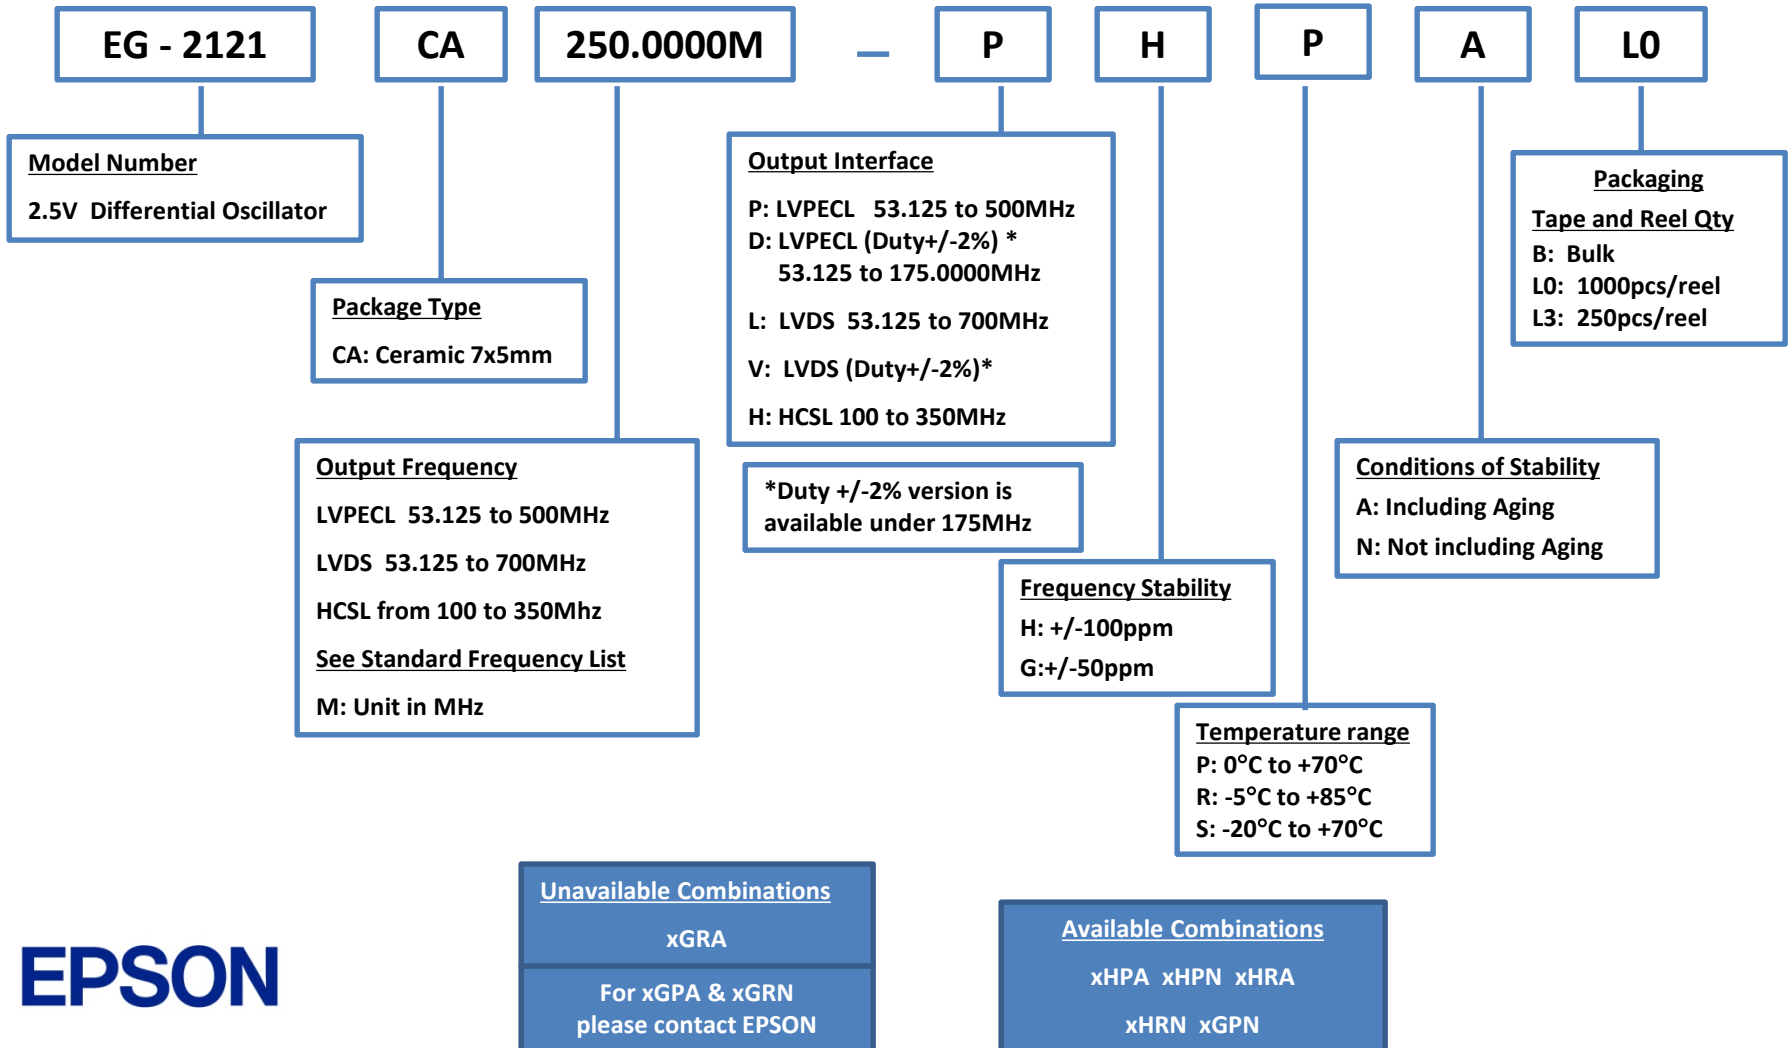 EG - 2121 CA 250.0000M – P H P A L0
Model Number
2.5V Differential Oscillator
Package Type
CA: Ceramic 7x5mm
Output Frequency
LVPECL 53.125 to 500MHz
LVDS 53.125 to 700MHz
HCSL from 100 to 350Mhz
See Standard Frequency List
M: Unit in MHz
Output Interface
P: LVPECL 53.125 to 500MHz
D: LVPECL (Duty+/-2%) *
53.125 to 175.0000MHz
L: LVDS 53.125 to 700MHz
V: LVDS (Duty+/-2%)*
H: HCSL 100 to 350MHz
*Duty +/-2% version is
available under 175MHz
Frequency Stability
H: +/-100ppm
G:+/-50ppm
Temperature range
P: 0°C to +70°C
R: -5°C to +85°C
S: -20°C to +70°C
Conditions of Stability
A: Including Aging
N: Not including Aging
Packaging
Tape and Reel Qty
B: Bulk
L0: 1000pcs/reel
L3: 250pcs/reel
Unavailable Combinations
xGRA
For xGPA & xGRN
please contact EPSON
Available Combinations
xHPA xHPN xHRA
xHRN xGPN
EPSON